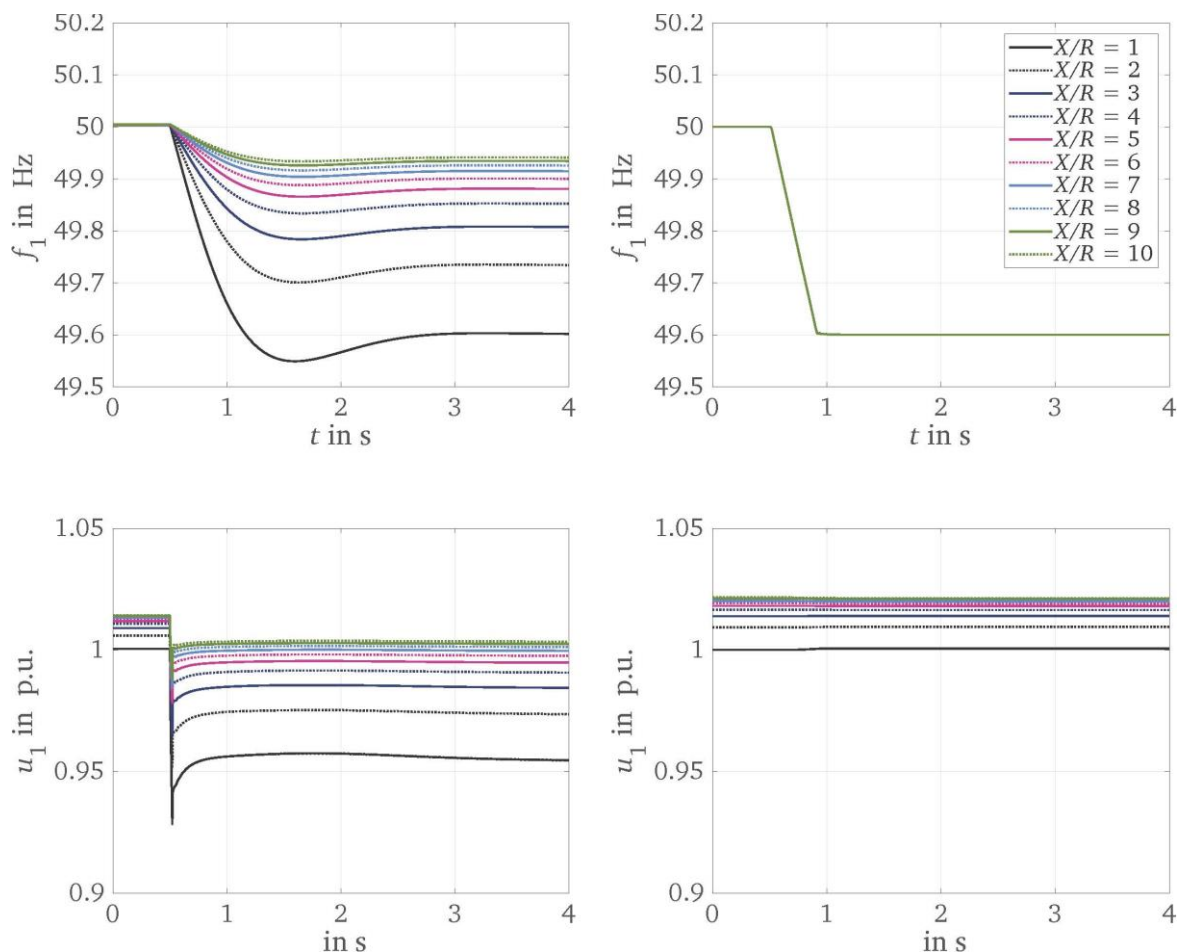 50.2
50.1
50
49.9
49.8
49.7
49.6
49.5
f1 in Hz
0 1 2 3 4
t in s
50.2
50.1
50
49.9
49.8
49.7
49.6
49.5
f1 in Hz
0 1 2 3 4
t in s
X/R = 1
X/R = 2
X/R = 3
X/R = 4
X/R = 5
X/R = 6
X/R = 7
X/R = 8
X/R = 9
X/R = 10
1.05
1
0.95
0.9
u1 in p.u.
0 1 2 3 4
in s
1.05
1
0.95
0.9
u1 in p.u.
0 1 2 3 4
in s